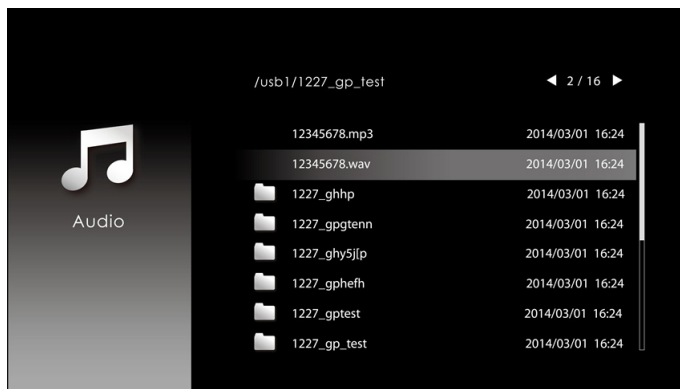 /usb1/1227_gp_test ◀ 2 / 16 ▶
12345678.mp3 2014/03/01 16:24
12345678.wav 2014/03/01 16:24
Audio
1227_ghhp 2014/03/01 16:24
1227_gpgtenn 2014/03/01 16:24
1227_ghy5j[p 2014/03/01 16:24
1227_gphefh 2014/03/01 16:24
1227_gptest 2014/03/01 16:24
1227_gp_test 2014/03/01 16:24